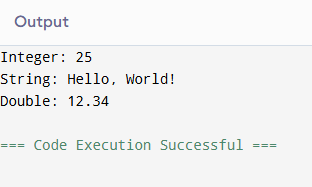 Output
Integer: 25
String: Hello, World!
Double: 12.34
=== Code Execution Successful ===